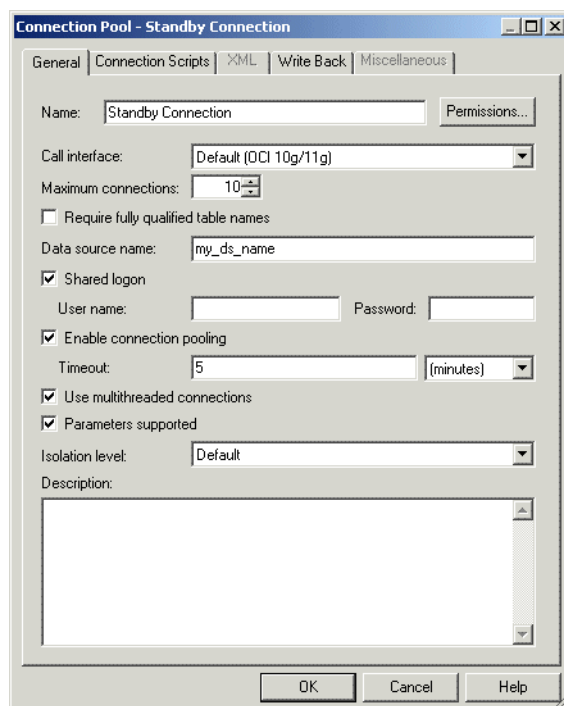 Connection Pool - Standby Connection
General Connection Scripts XML Write Back Miscellaneous
Name: Standby Connection Permissions...
Call interface: Default (OCI 10g/11g)
Maximum connections: 10
Require fully qualified table names
Data source name: my_ds_name
Shared logon
User name: Password:
Enable connection pooling
Timeout: 5 (minutes)
Use multithreaded connections
Parameters supported
Isolation level: Default
Description:
OK Cancel Help